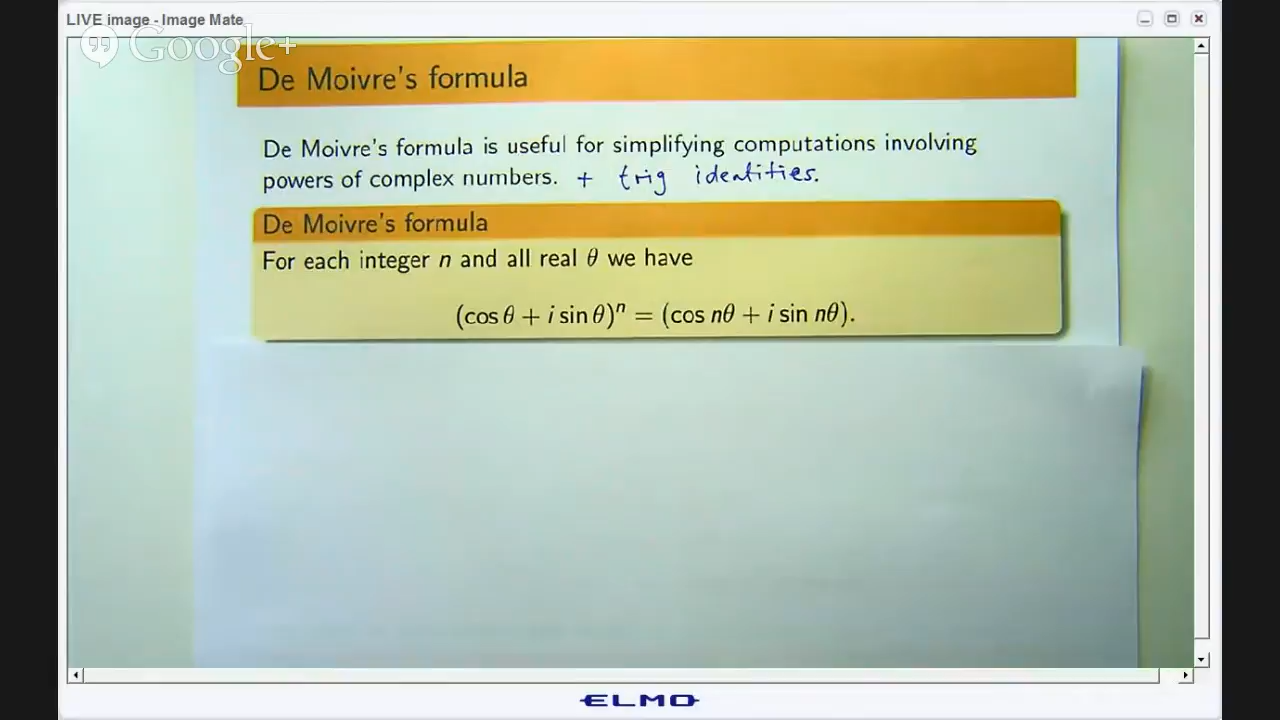 LIVE image - Image Mate
Google+
De Moivre's formula
De Moivre's formula is useful for simplifying computations involving
powers of complex numbers. + trig identities.
De Moivre's formula
For each integer n and all real θ we have
(cos θ + i sin θ)ⁿ = (cos nθ + i sin nθ).
ELMO